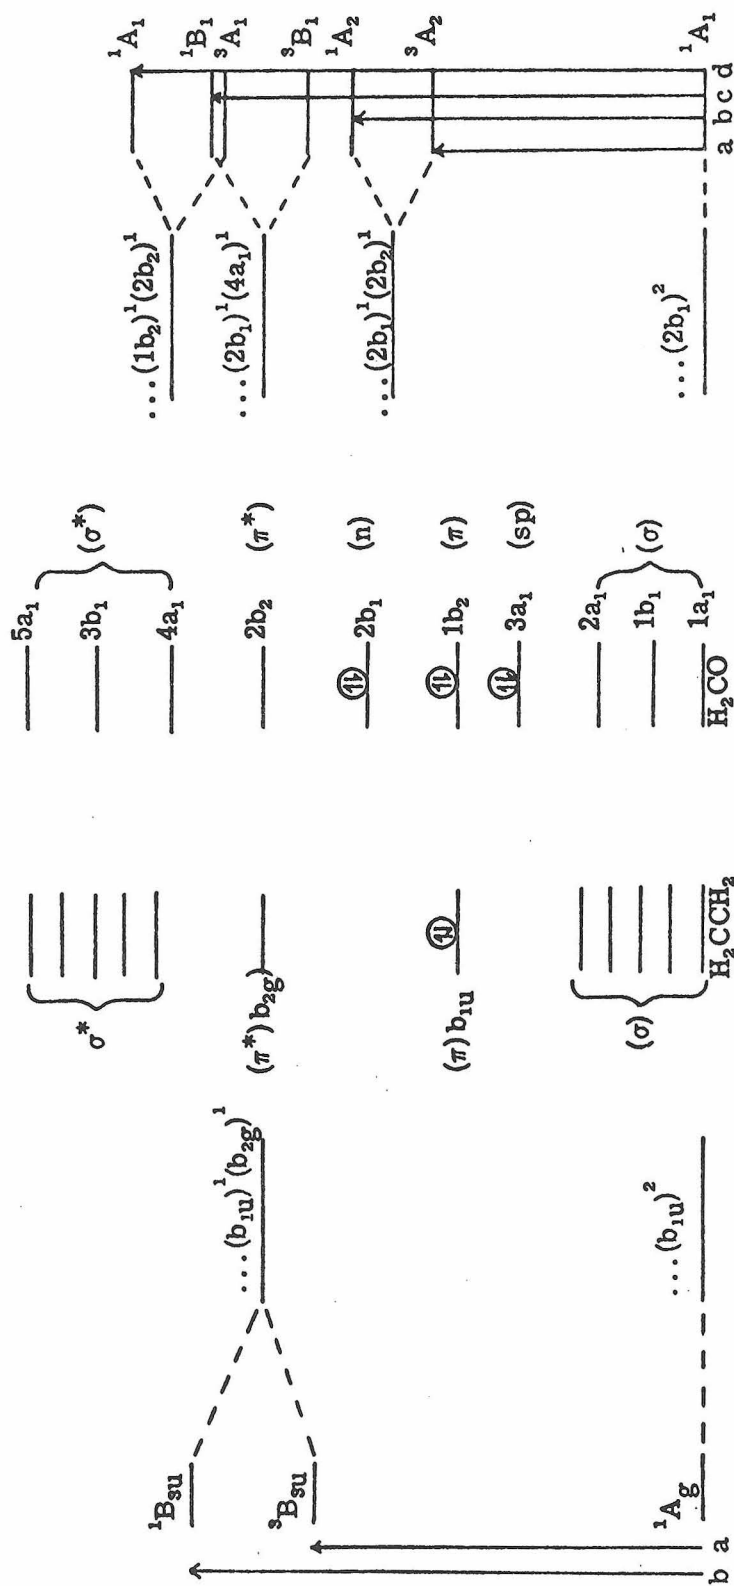 ¹B₃ᵤ
³B₃ᵤ
¹A_g
b a
...(b₁ᵤ)¹(b₂g)¹
...(b₁ᵤ)²
σ*
(π*) b₂g
(π) b₁ᵤ
(σ)
H₂CCH₂
5a₁
3b₁
4a₁
(σ*)
2b₂ (π*)
2b₁ (n)
1b₂ (π)
3a₁ (sp)
2a₁
1b₁
1a₁
(σ)
H₂CO
...(1b₂)¹(2b₂)¹
...(2b₁)¹(4a₁)¹
...(2b₁)¹(2b₂)¹
...(2b₁)²
¹A₁
¹B₁
³A₁
³B₁
¹A₂
³A₂
¹A₁
a b c d